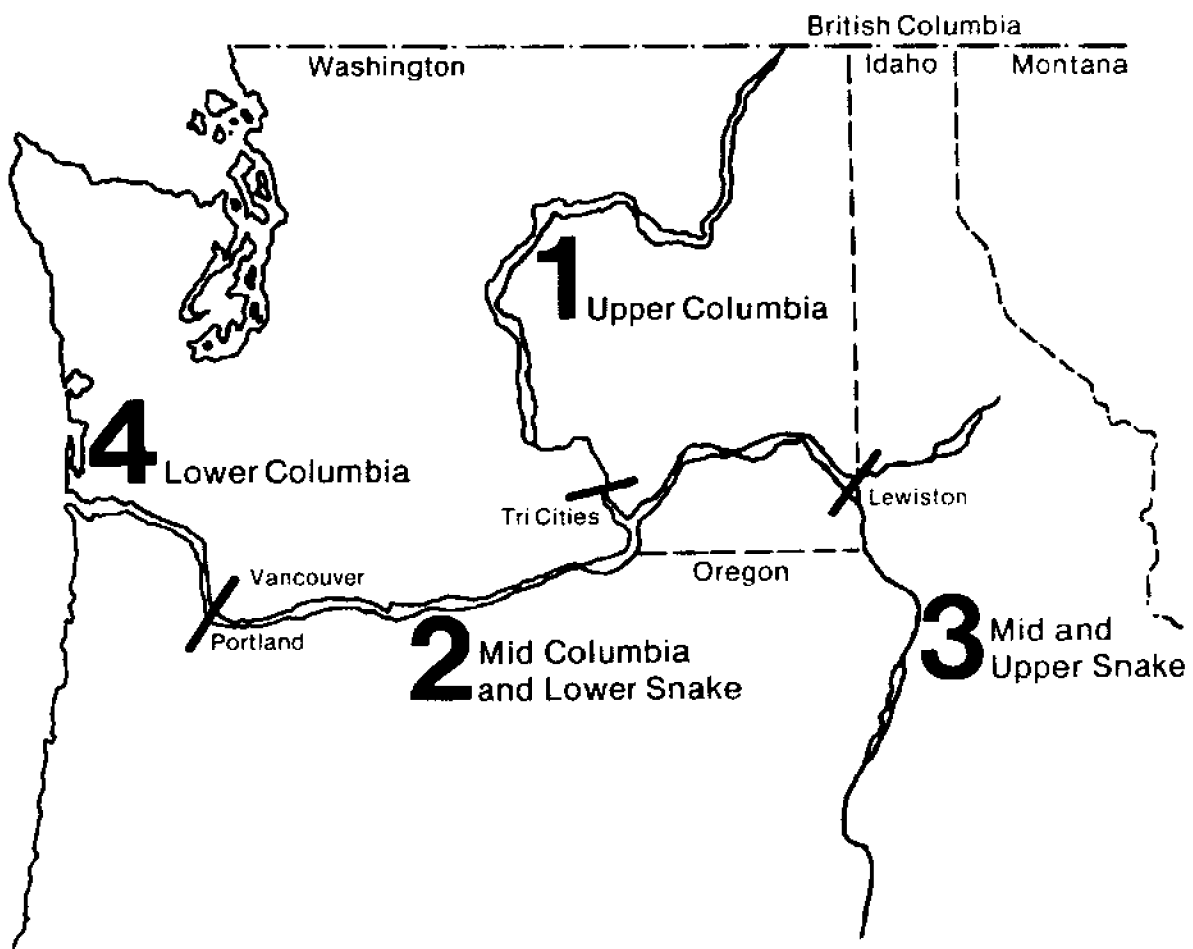 British Columbia
Washington
Idaho
Montana
1 Upper Columbia
4 Lower Columbia
Tri Cities
Lewiston
Vancouver
Oregon
Portland
2 Mid Columbia
and Lower Snake
3 Mid and
Upper Snake